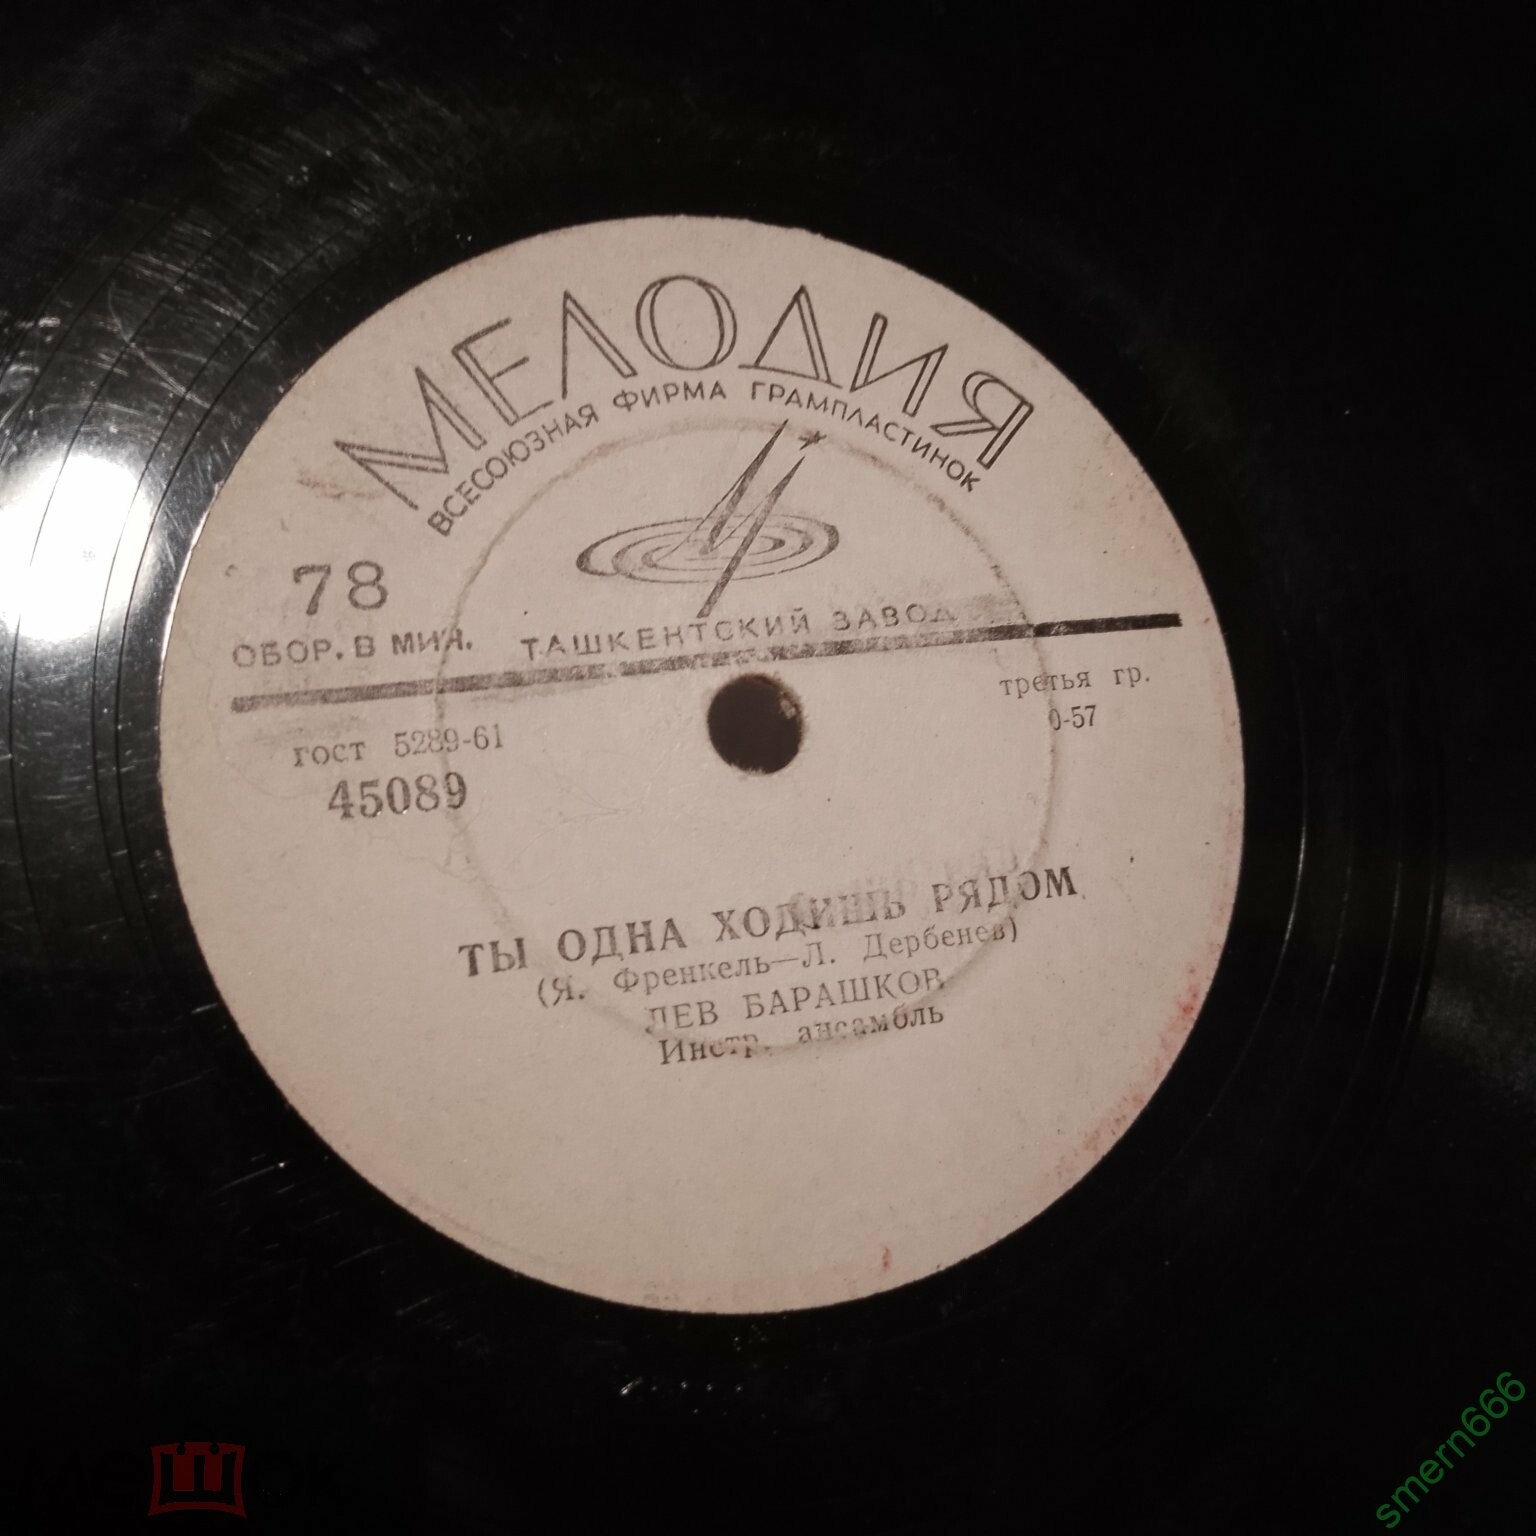 МЕЛОДИЯ
ВСЕСОЮЗНАЯ ФИРМА ГРАМПЛАСТИНОК
78
ОБОР. В МИН. ТАШКЕНТСКИЙ ЗАВОД
гост 5289-61
третья гр.
0-57
45089
ТЫ ОДНА ХОДИШЬ РЯДОМ
(Я. Френкель—Л. Дербенев)
ЛЕВ БАРАШКОВ
Инстр. ансамбль
мешок
smern666